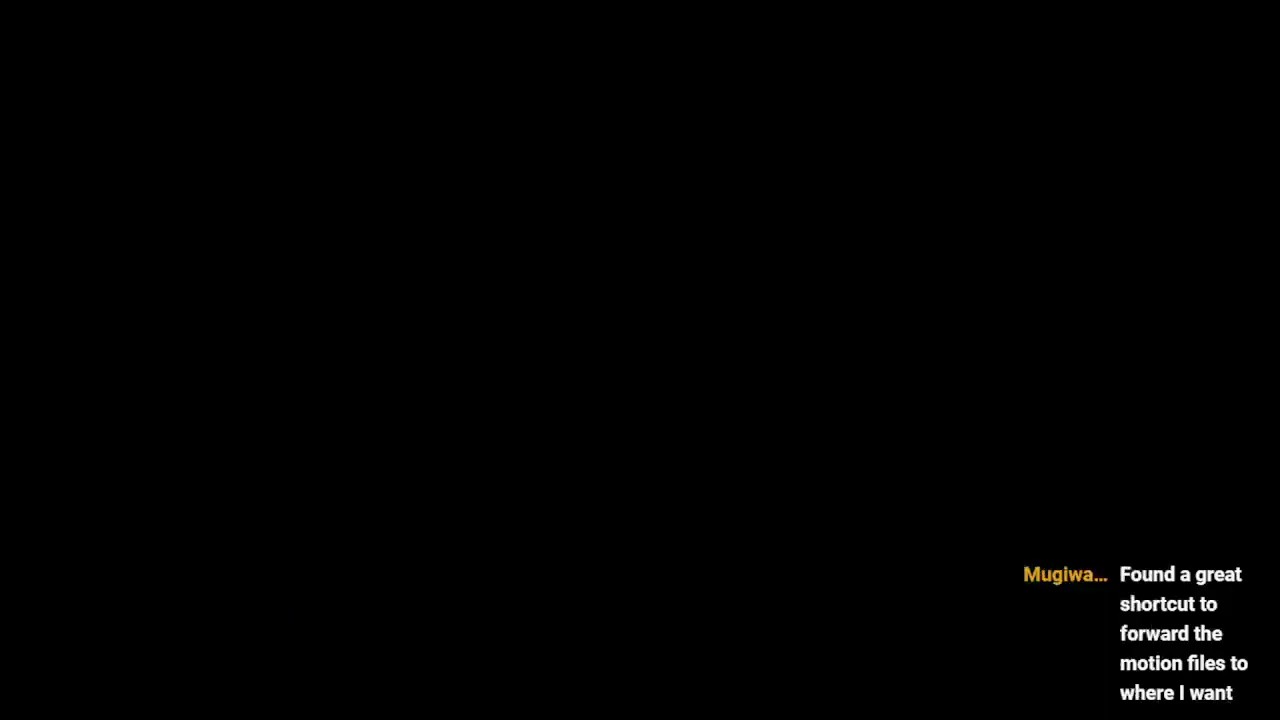 Mugiwa… Found a great
shortcut to
forward the
motion files to
where I want